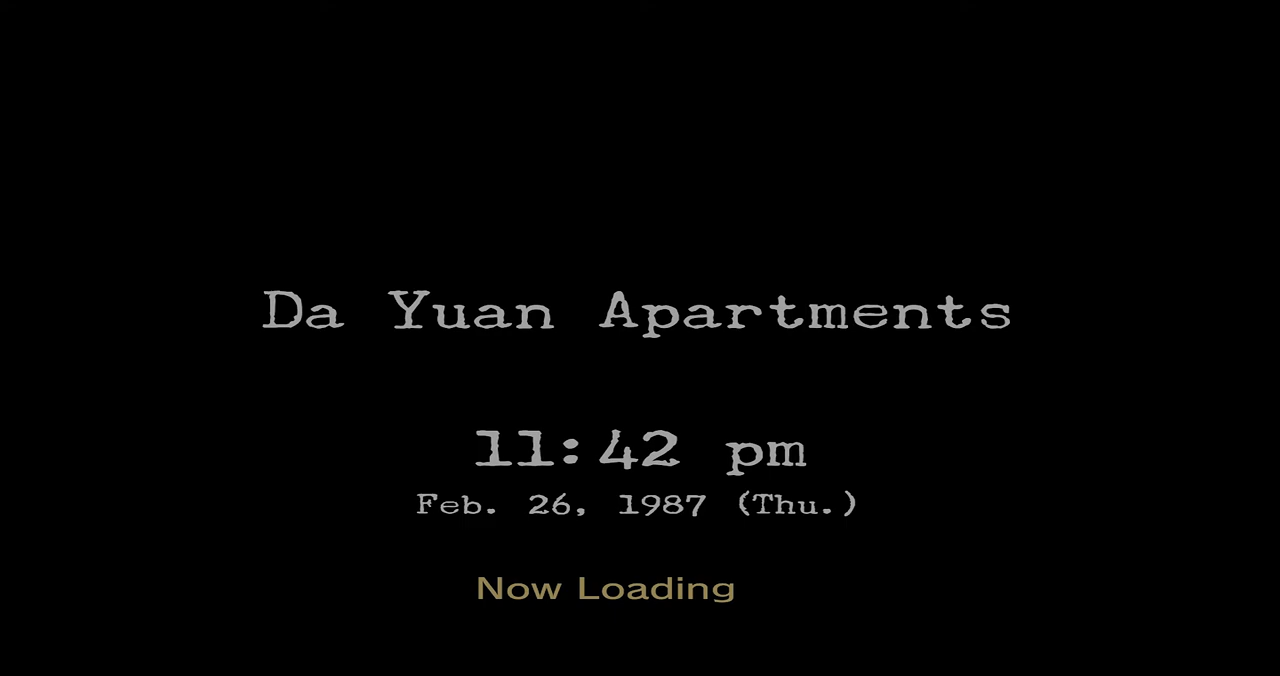 Da Yuan Apartments
11:42 pm
Feb. 26, 1987 (Thu.)
Now Loading